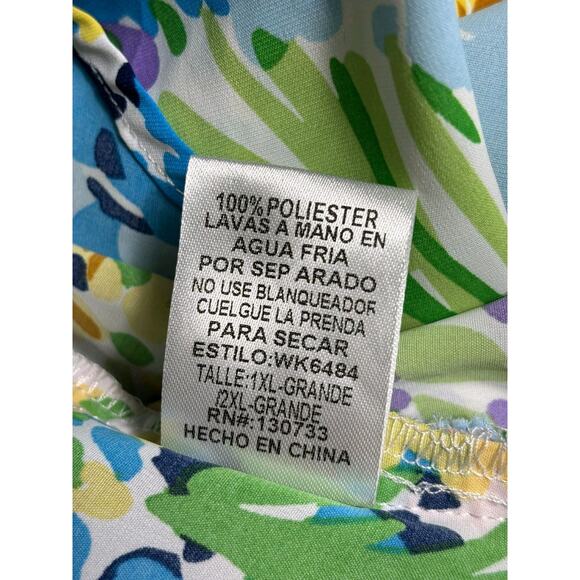 100% POLIESTER
LAVAS A MANO EN
AGUA FRIA
POR SEP ARADO
NO USE BLANQUEADOR
CUELGUE LA PRENDA
PARA SECAR
ESTILO:WK6484
TALLE:1XL-GRANDE
/2XL-GRANDE
RN#:130733
HECHO EN CHINA